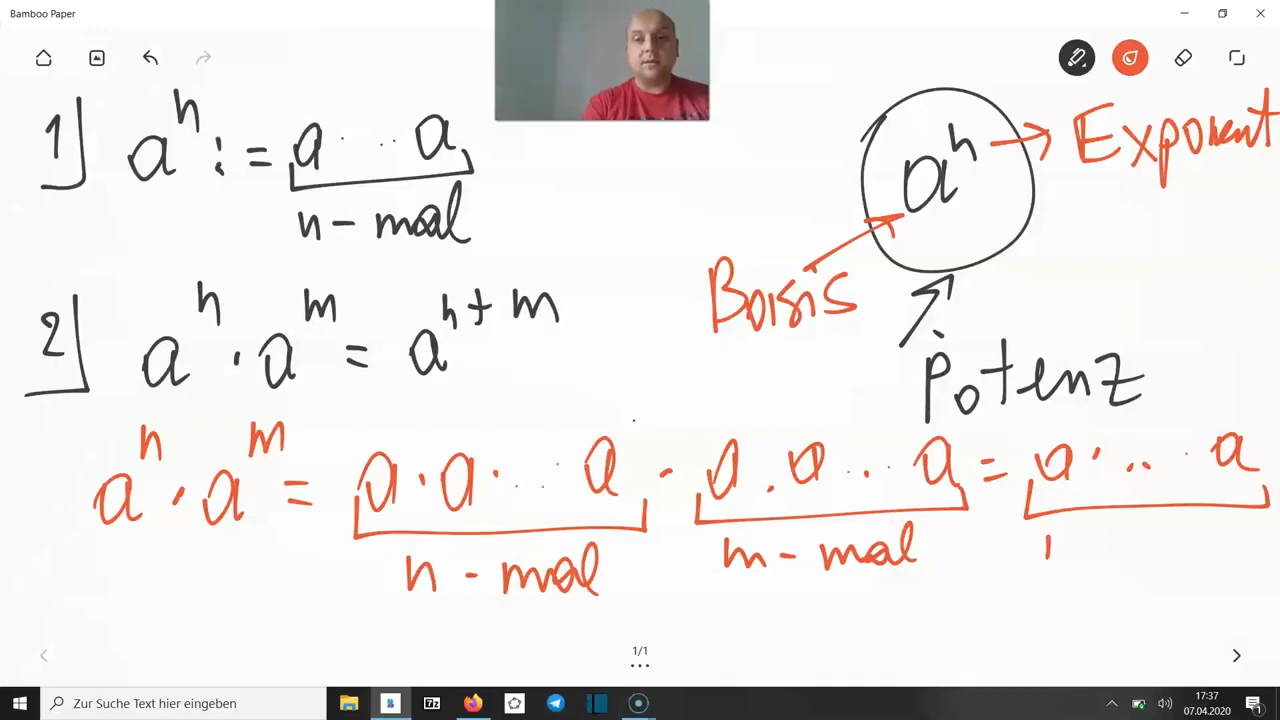 Bamboo Paper
1] aⁿ := a · ... a
n - mal
aⁿ → Exponent
Basis
Potenz
2] aⁿ · aᵐ = aⁿ⁺ᵐ
aⁿ · aᵐ = a · a · ... a · a . a ... a = a · ... a
n - mal
m - mal
1/1
Zur Suche Text hier eingeben
17:37
07.04.2020